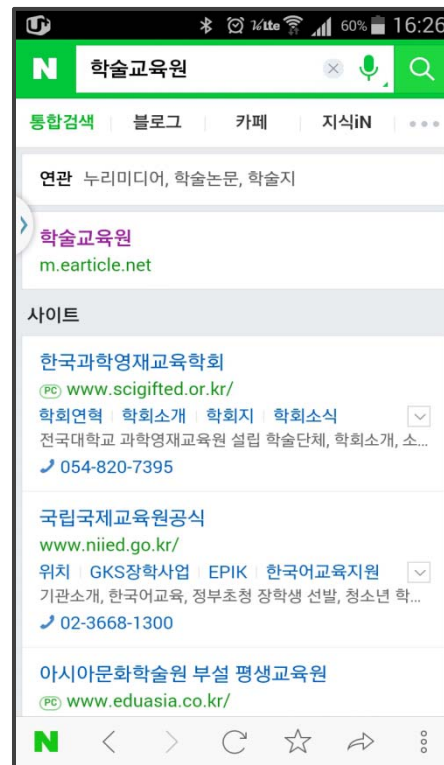 60% 16:26
N 학술교육원
통합검색 블로그 카페 지식iN
연관 누리미디어, 학술논문, 학술지
학술교육원
m.earticle.net
사이트
한국과학영재교육학회
PC www.scigifted.or.kr/
학회연혁 학회소개 학회지 학회소식
전국대학교 과학영재교육원 설립 학술단체, 학회소개, 소...
054-820-7395
국립국제교육원공식
www.niied.go.kr/
위치 GKS장학사업 EPIK 한국어교육지원
기관소개, 한국어교육, 정부초청 장학생 선발, 청소년 학...
02-3668-1300
아시아문화학술원 부설 평생교육원
PC www.eduasia.co.kr/
N